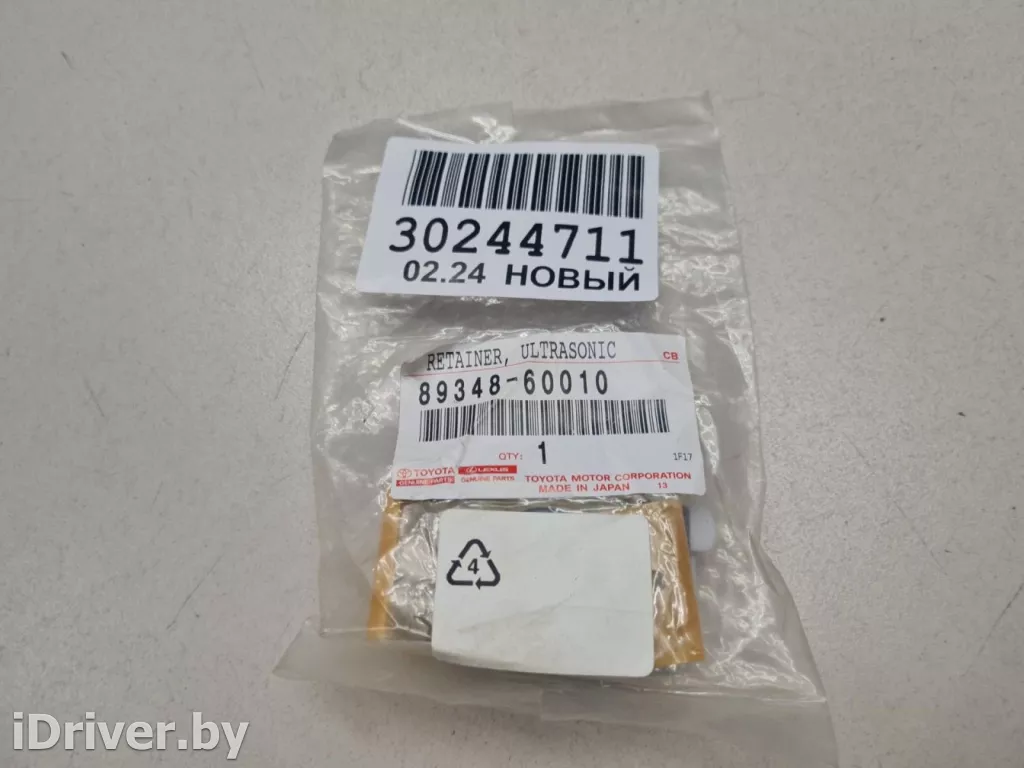 30244711
02.24 НОВЫЙ
RETAINER, ULTRASONIC CB
89348-60010
QTY: 1 1F17
TOYOTA LEXUS TOYOTA MOTOR CORPORATION
GENUINE PARTS GENUINE PARTS MADE IN JAPAN 13
4
iDriver.by